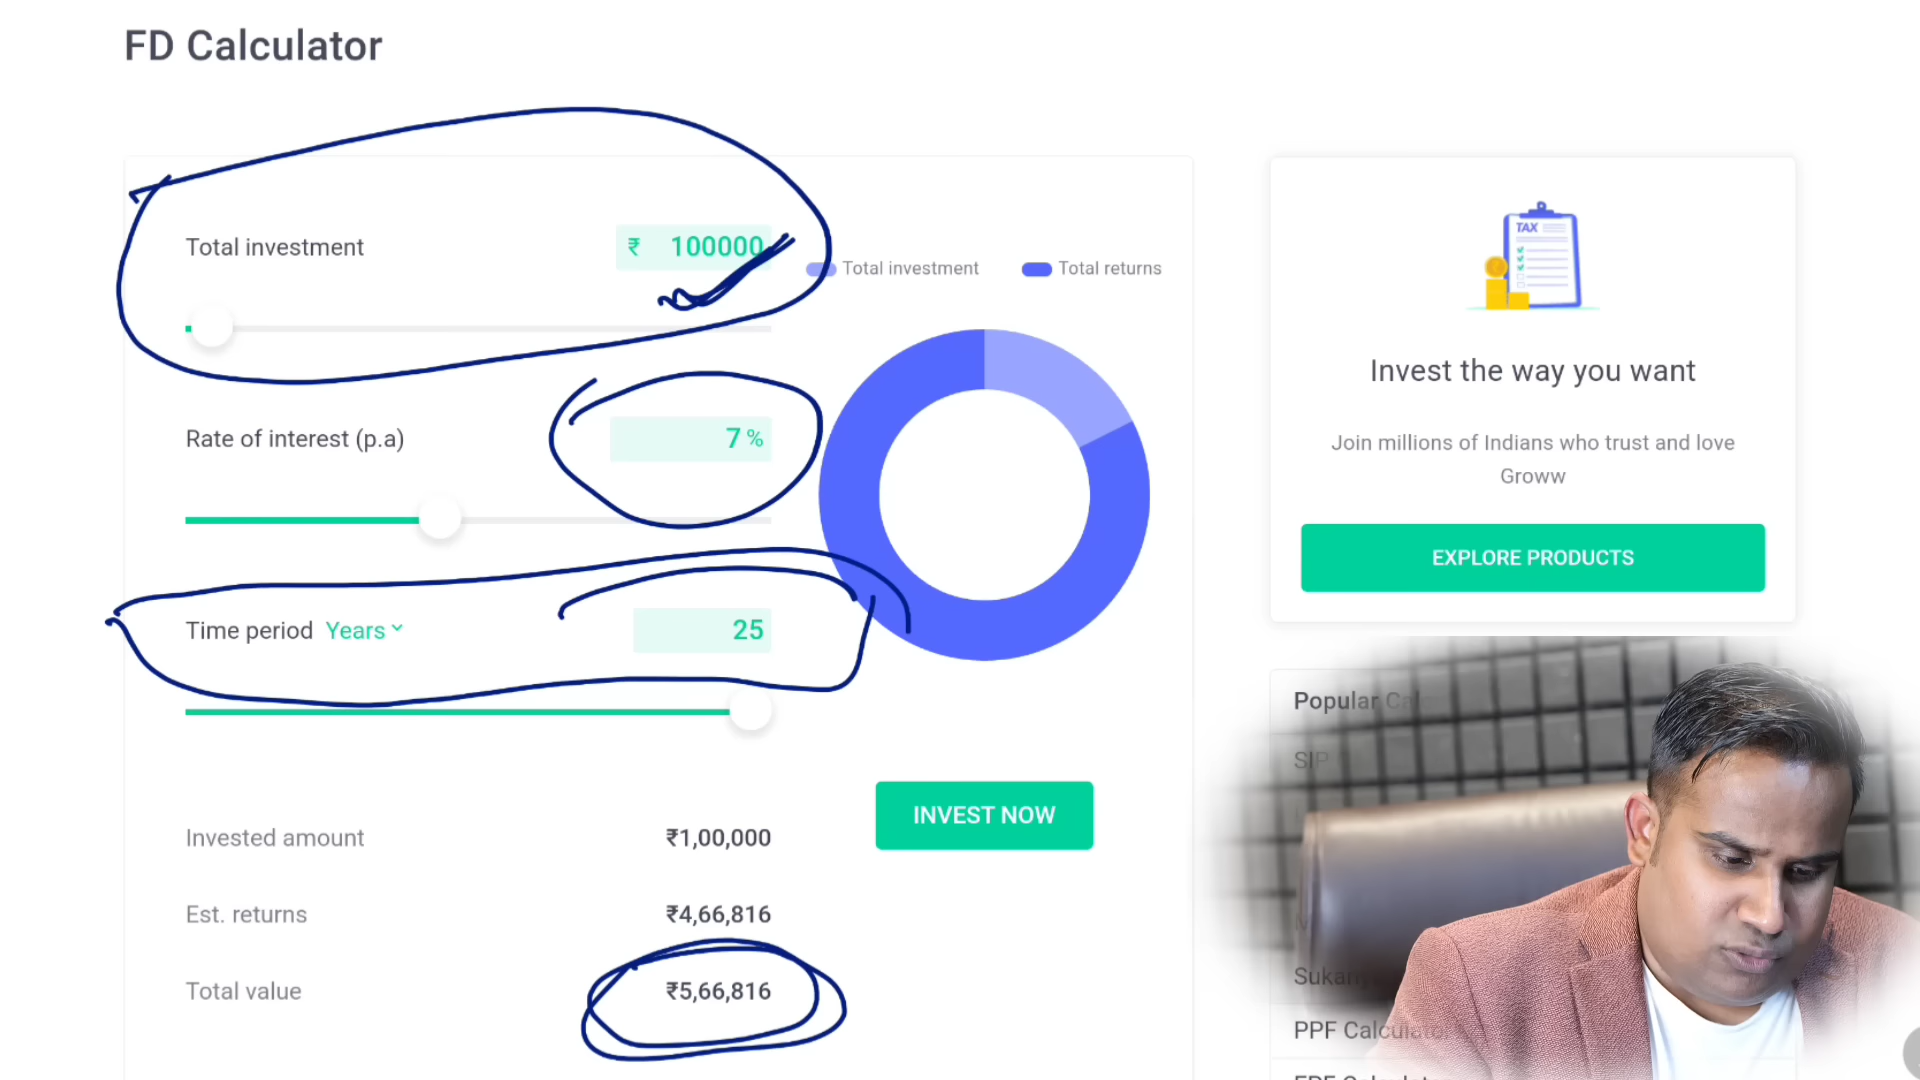 FD Calculator
Total investment
₹ 100000
Total investment
Total returns
Rate of interest (p.a)
7 %
Time period Years
25
Invested amount
₹1,00,000
Est. returns
₹4,66,816
Total value
₹5,66,816
INVEST NOW
TAX
Invest the way you want
Join millions of Indians who trust and love
Groww
EXPLORE PRODUCTS
Popular
SIP
PPF Calculator